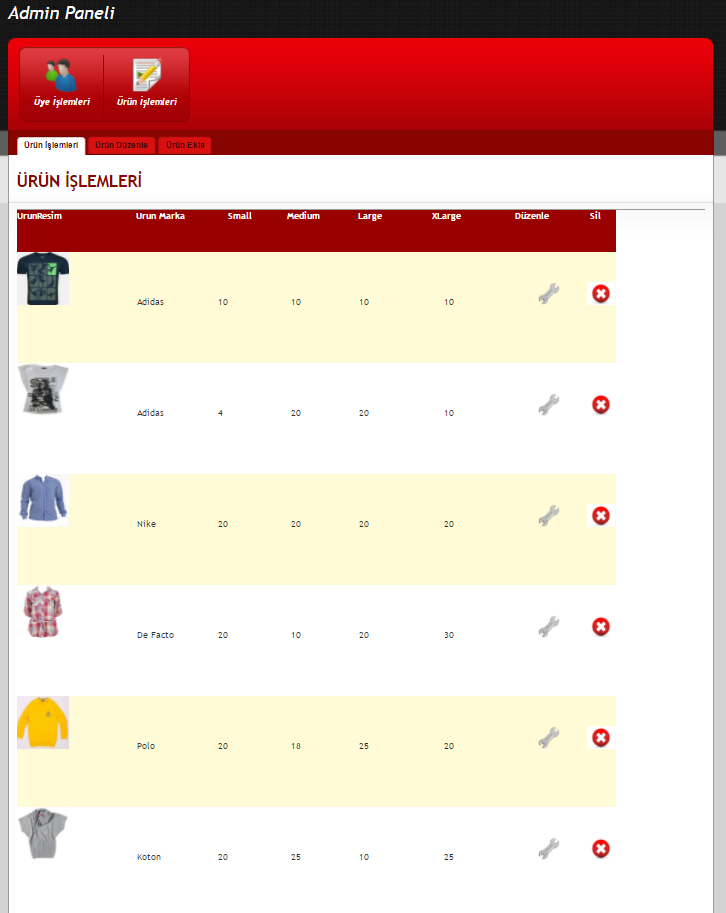 Admin Paneli
Üye İşlemleri Ürün İşlemleri
Ürün İşlemleri Ürün Düzenle Ürün Ekle
ÜRÜN İŞLEMLERİ
UrunResim Urun Marka Small Medium Large XLarge Düzenle Sil
Adidas 10 10 10 10
Adidas 4 20 20 10
Nike 20 20 20 20
De Facto 20 10 20 30
Polo 20 18 25 20
Koton 20 25 10 25